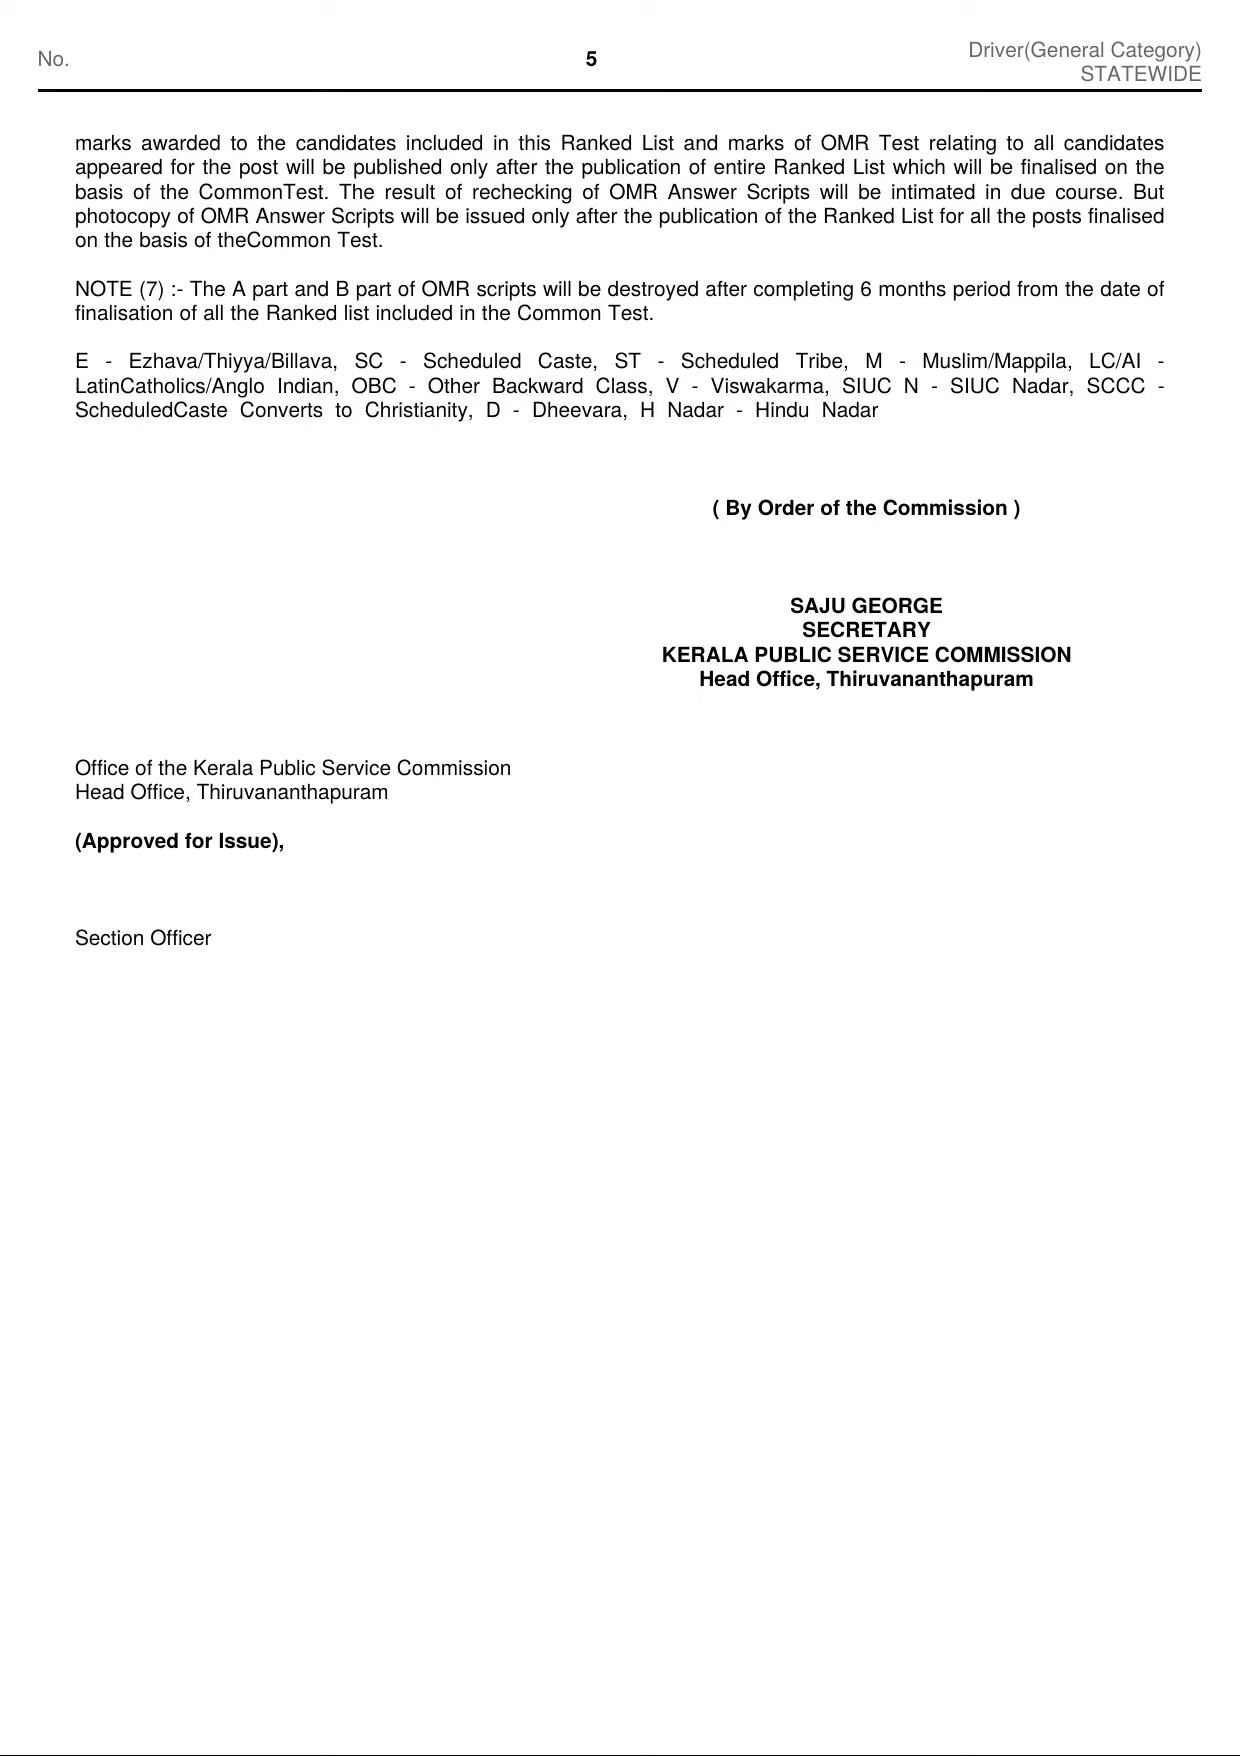 No.
5
Driver(General Category)
STATEWIDE
marks awarded to the candidates included in this Ranked List and marks of OMR Test relating to all candidates
appeared for the post will be published only after the publication of entire Ranked List which will be finalised on the
basis of the CommonTest. The result of rechecking of OMR Answer Scripts will be intimated in due course. But
photocopy of OMR Answer Scripts will be issued only after the publication of the Ranked List for all the posts finalised
on the basis of theCommon Test.
NOTE (7) :- The A part and B part of OMR scripts will be destroyed after completing 6 months period from the date of
finalisation of all the Ranked list included in the Common Test.
E - Ezhava/Thiyya/Billava, SC - Scheduled Caste, ST - Scheduled Tribe, M - Muslim/Mappila, LC/AI -
LatinCatholics/Anglo Indian, OBC - Other Backward Class, V - Viswakarma, SIUC N - SIUC Nadar, SCCC -
ScheduledCaste Converts to Christianity, D - Dheevara, H Nadar - Hindu Nadar
( By Order of the Commission )
SAJU GEORGE
SECRETARY
KERALA PUBLIC SERVICE COMMISSION
Head Office, Thiruvananthapuram
Office of the Kerala Public Service Commission
Head Office, Thiruvananthapuram
(Approved for Issue),
Section Officer